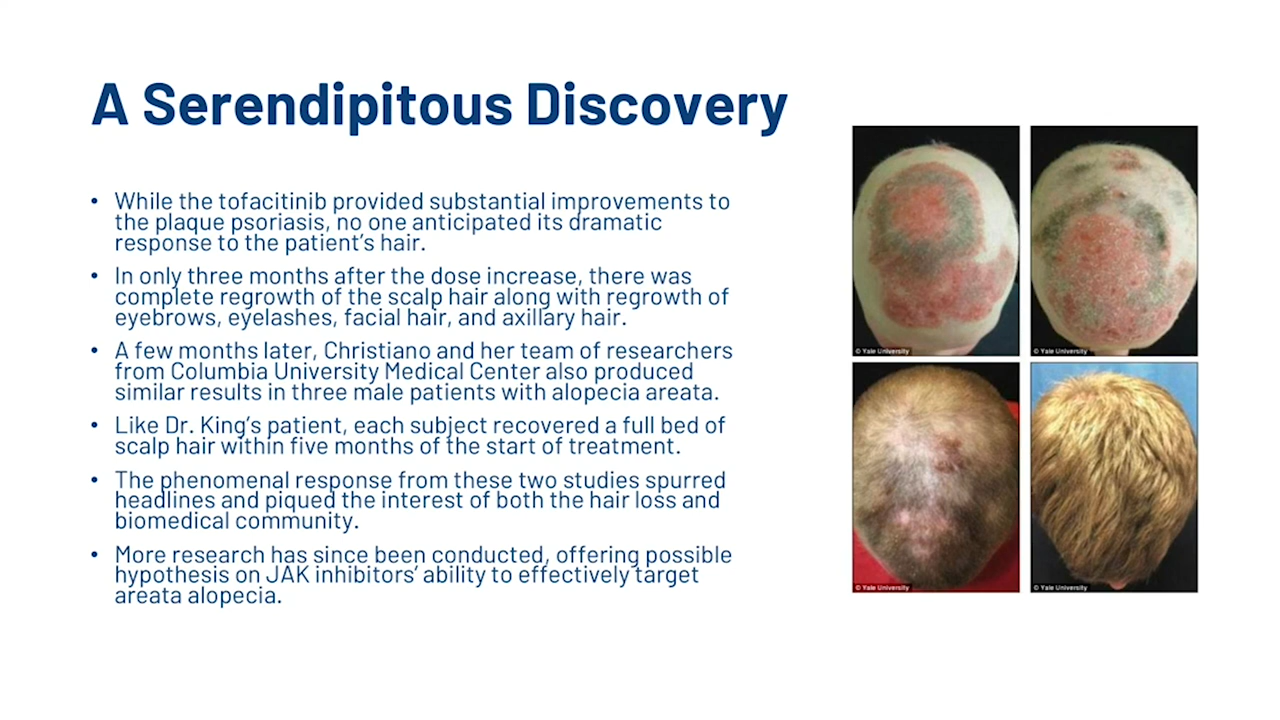 A Serendipitous Discovery
• While the tofacitinib provided substantial improvements to
the plaque psoriasis, no one anticipated its dramatic
response to the patient's hair.
• In only three months after the dose increase, there was
complete regrowth of the scalp hair along with regrowth of
eyebrows, eyelashes, facial hair, and axillary hair.
• A few months later, Christiano and her team of researchers
from Columbia University Medical Center also produced
similar results in three male patients with alopecia areata.
• Like Dr. King's patient, each subject recovered a full bed of
scalp hair within five months of the start of treatment.
• The phenomenal response from these two studies spurred
headlines and piqued the interest of both the hair loss and
biomedical community.
• More research has since been conducted, offering possible
hypothesis on JAK inhibitors' ability to effectively target
areata alopecia.
© Yale University
© Yale University
© Yale University
© Yale University